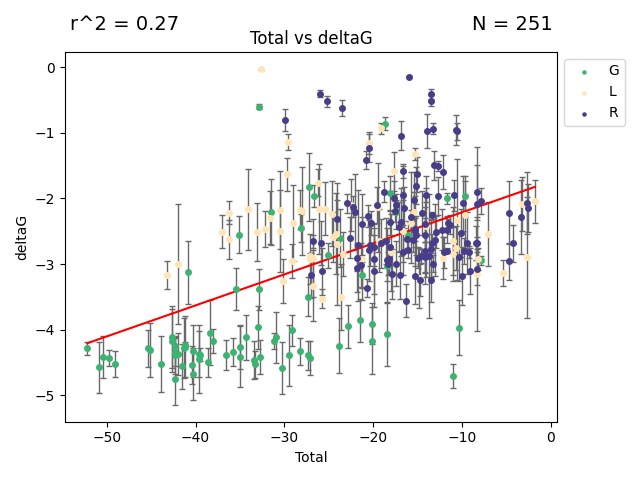 r^2 = 0.27
N = 251
Total vs deltaG
G
L
R
deltaG
0
−1
−2
−3
−4
−5
−50
−40
−30
−20
−10
0
Total